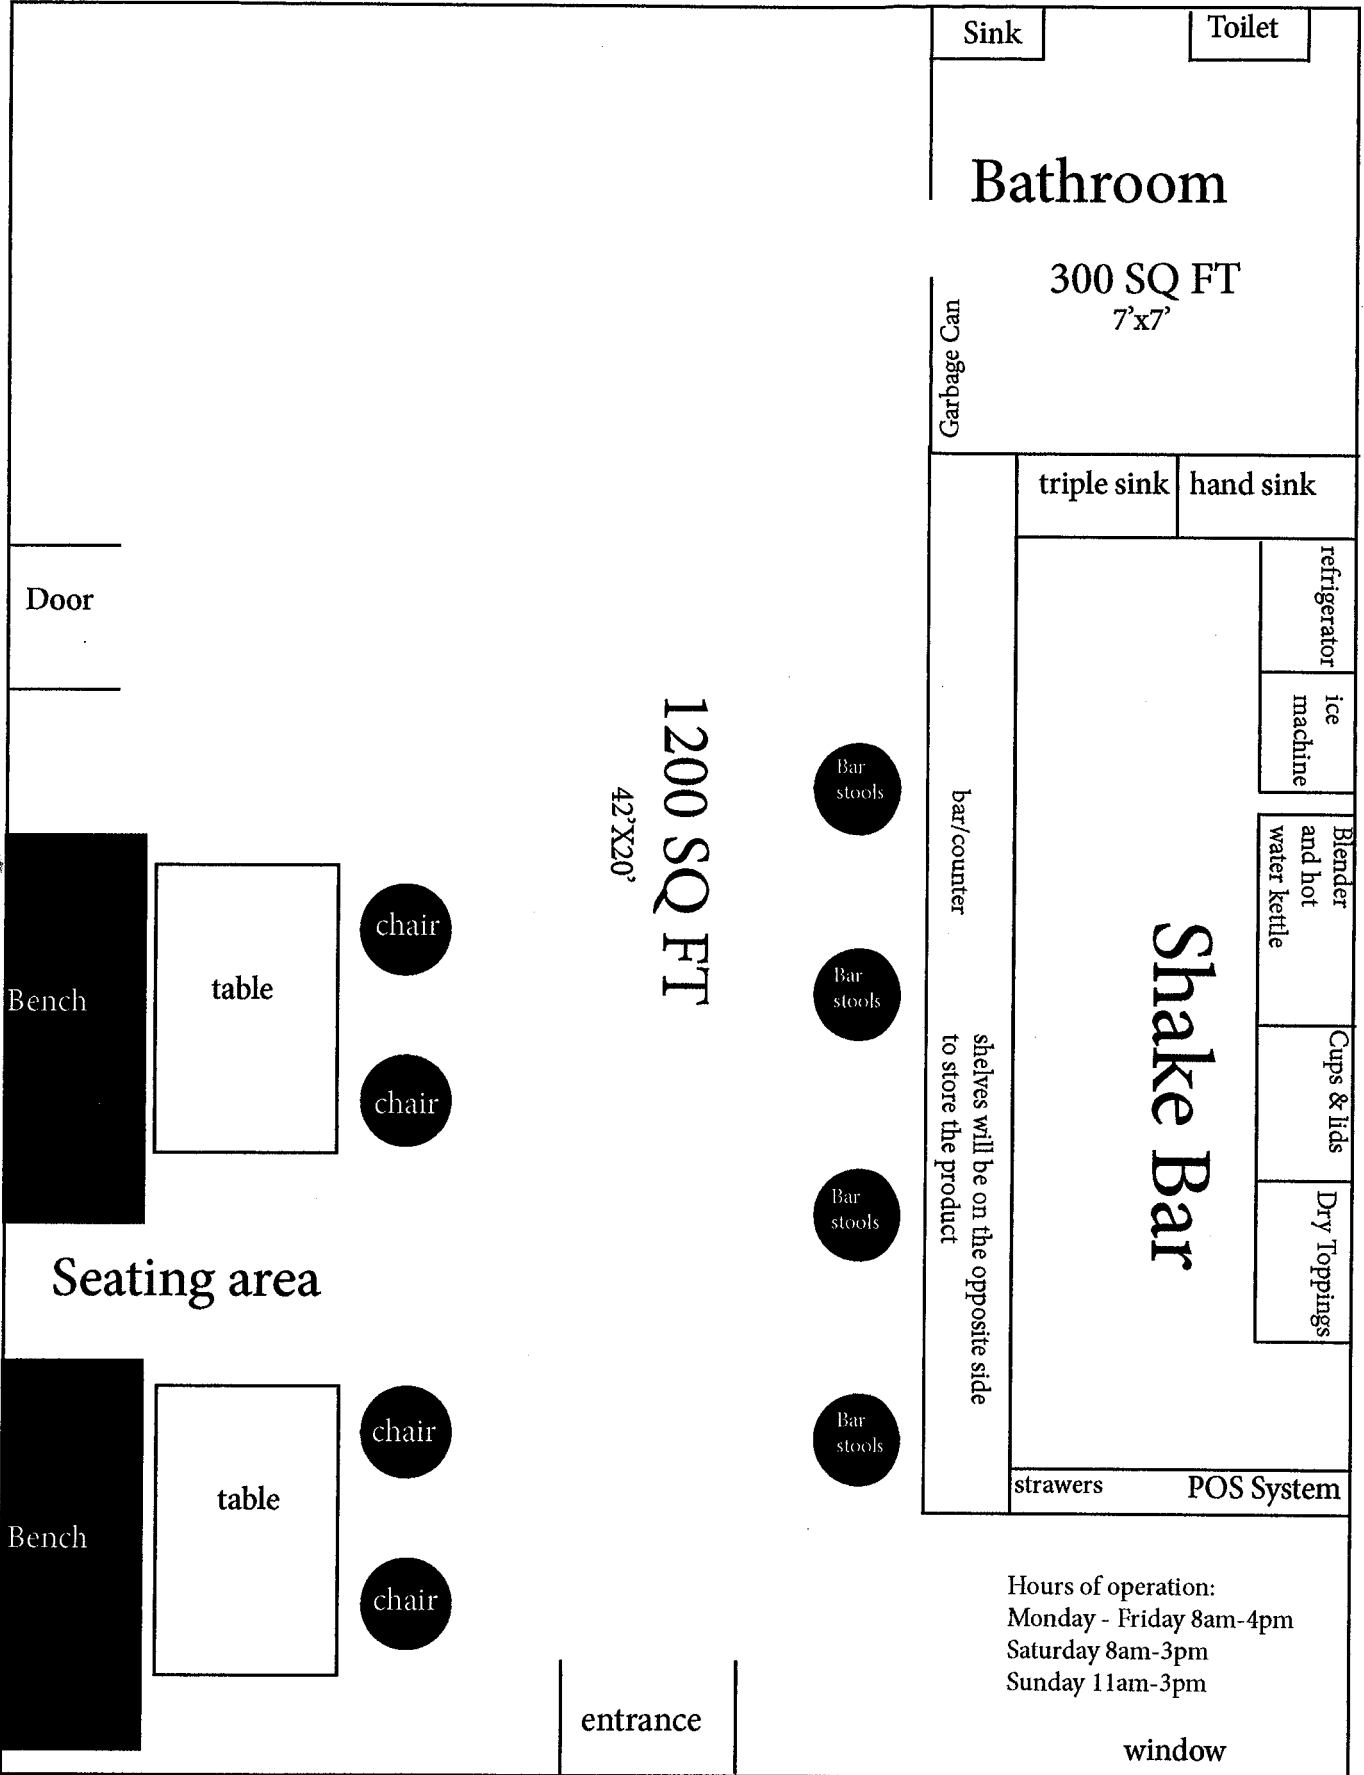 Sink
Toilet
Bathroom
300 SQ FT
7’x7’
Garbage Can
triple sink
hand sink
refrigerator
ice
machine
Door
1200 SQ FT
42’X20’
Bar
stools
bar/counter
Blender
and hot
water kettle
Shake Bar
chair
table
Bench
Bar
stools
Cups & lids
shelves will be on the opposite side
to store the product
chair
Bar
stools
Dry Toppings
Seating area
chair
Bar
stools
table
Bench
strawers
POS System
chair
Hours of operation:
Monday - Friday 8am-4pm
Saturday 8am-3pm
Sunday 11am-3pm
entrance
window